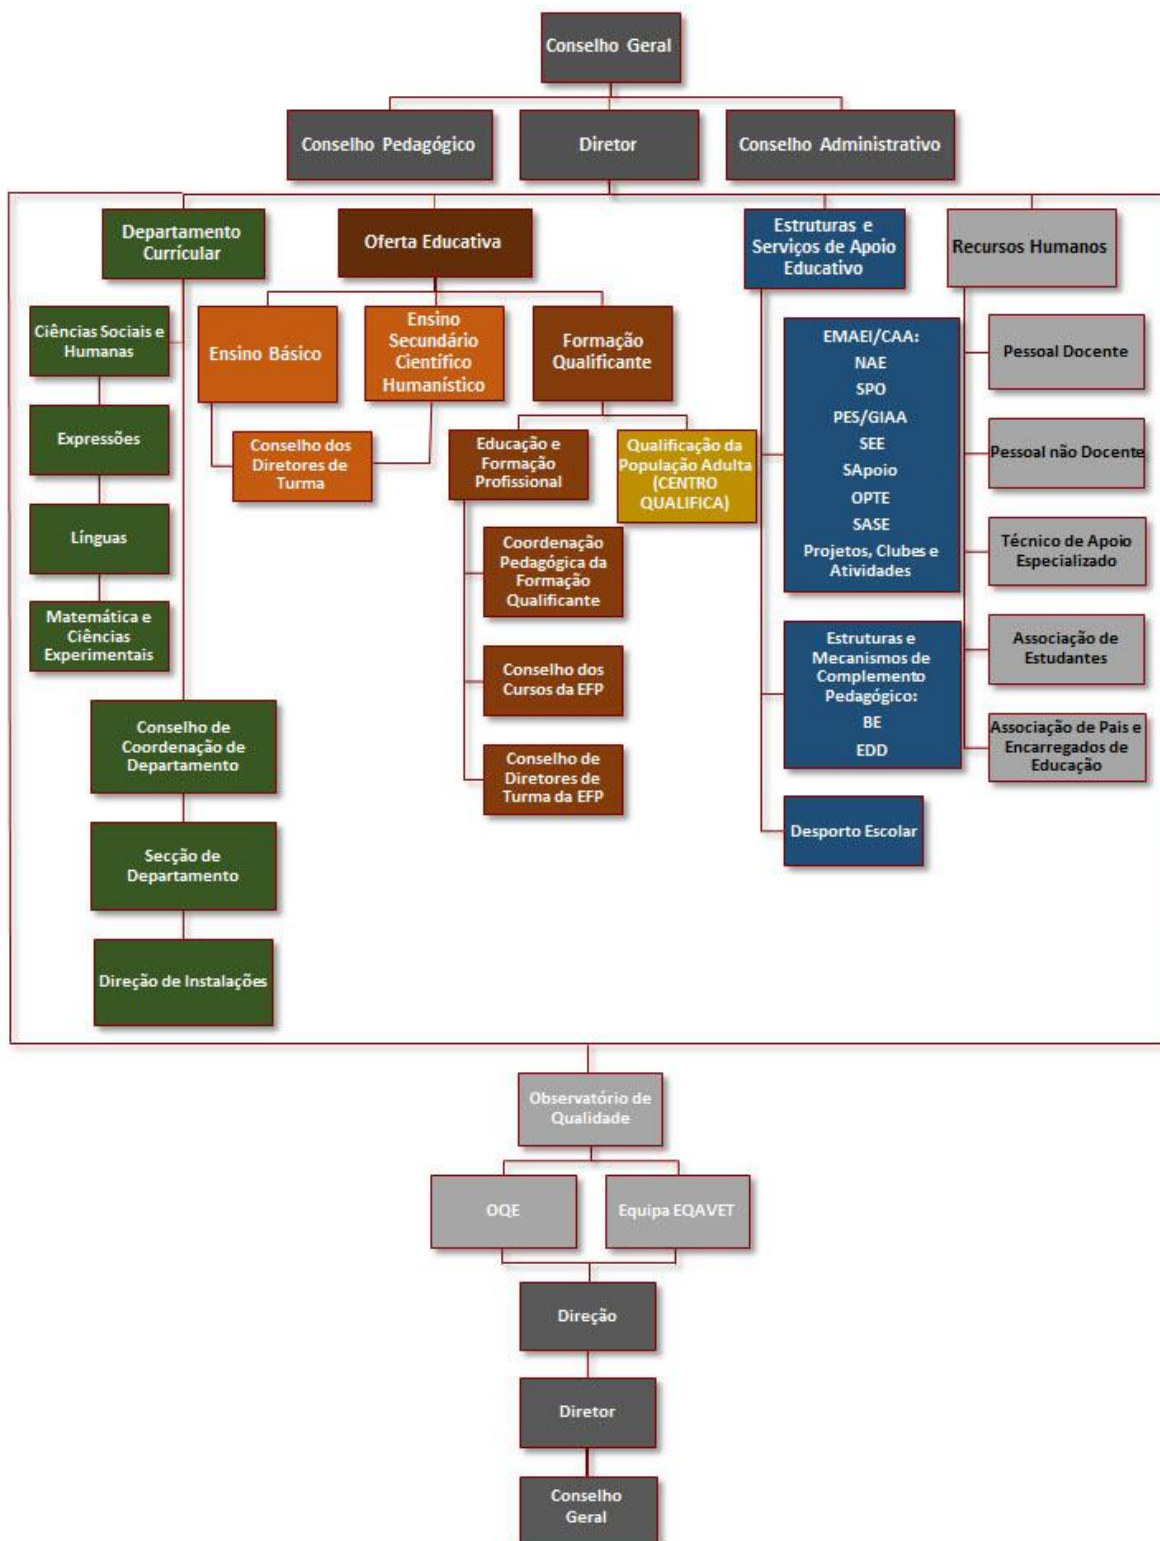 Conselho Geral
Conselho Pedagógico
Diretor
Conselho Administrativo
Departamento
Currícular
Oferta Educativa
Estruturas e
Serviços de Apoio
Educativo
Recursos Humanos
Ciências Sociais e
Humanas
Expressões
Línguas
Matemática e
Ciências
Experimentais
Conselho de
Coordenação de
Departamento
Secção de
Departamento
Direção de Instalações
Ensino Básico
Ensino
Secundário
Científico
Humanístico
Formação
Qualificante
Conselho dos
Diretores de
Turma
Educação e
Formação
Profissional
Qualificação da
População Adulta
(CENTRO
QUALIFICA)
Coordenação
Pedagógica da
Formação
Qualificante
Conselho dos
Cursos da EFP
Conselho de
Diretores de
Turma da EFP
EMAEI/CAA:
NAE
SPO
PES/GIAA
SEE
SApoio
OPTE
SASE
Projetos, Clubes e
Atividades
Estruturas e
Mecanismos de
Complemento
Pedagógico:
BE
EDD
Desporto Escolar
Pessoal Docente
Pessoal não Docente
Técnico de Apoio
Especializado
Associação de
Estudantes
Associação de Pais e
Encarregados de
Educação
Observatório de
Qualidade
OQE
Equipa EQAVET
Direção
Diretor
Conselho
Geral